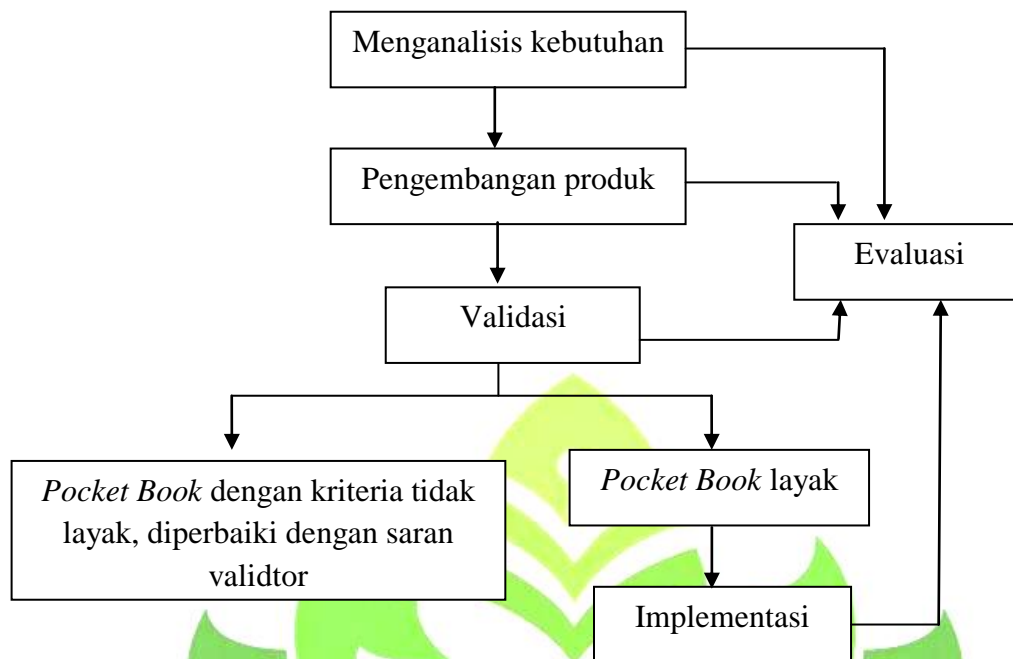 Menganalisis kebutuhan
Pengembangan produk
Evaluasi
Validasi
Pocket Book dengan kriteria tidak
layak, diperbaiki dengan saran
validtor
Pocket Book layak
Implementasi